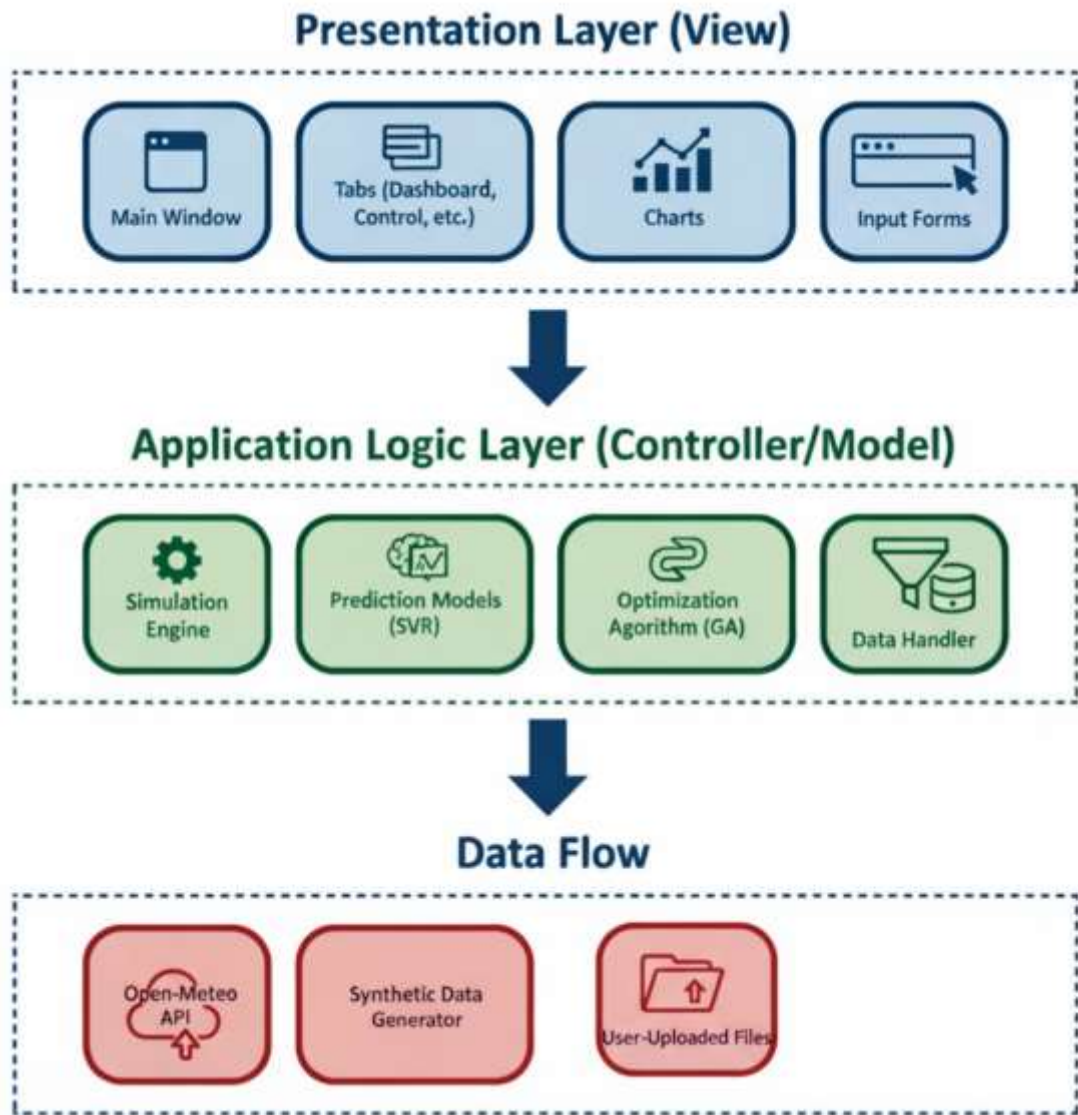 Presentation Layer (View)
Main Window
Tabs (Dashboard,
Control, etc.)
Charts
Input Forms
Application Logic Layer (Controller/Model)
Simulation
Engine
Prediction Models
(SVR)
Optimization
Agorithm (GA)
Data Handler
Data Flow
Open-Meteo
API
Synthetic Data
Generator
User-Uploaded Files